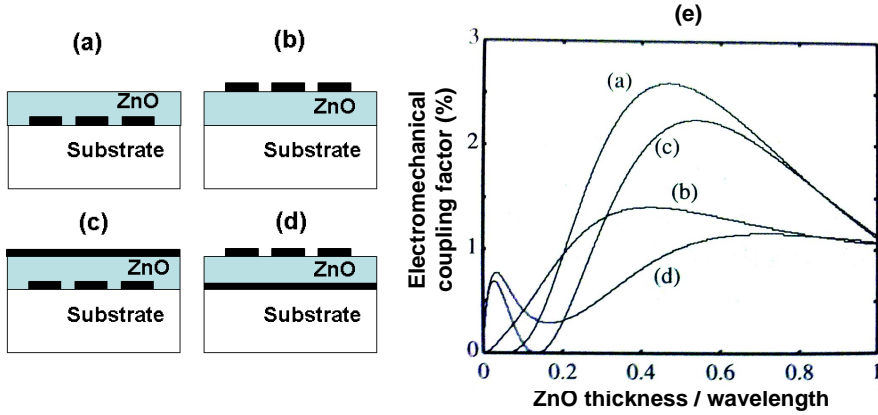 (a)
ZnO
Substrate
(b)
ZnO
Substrate
(c)
ZnO
Substrate
(d)
ZnO
Substrate
(e)
Electromechanical
coupling factor (%)
3
2
1
0
(a)
(c)
(b)
(d)
0 0.2 0.4 0.6 0.8 1
ZnO thickness / wavelength